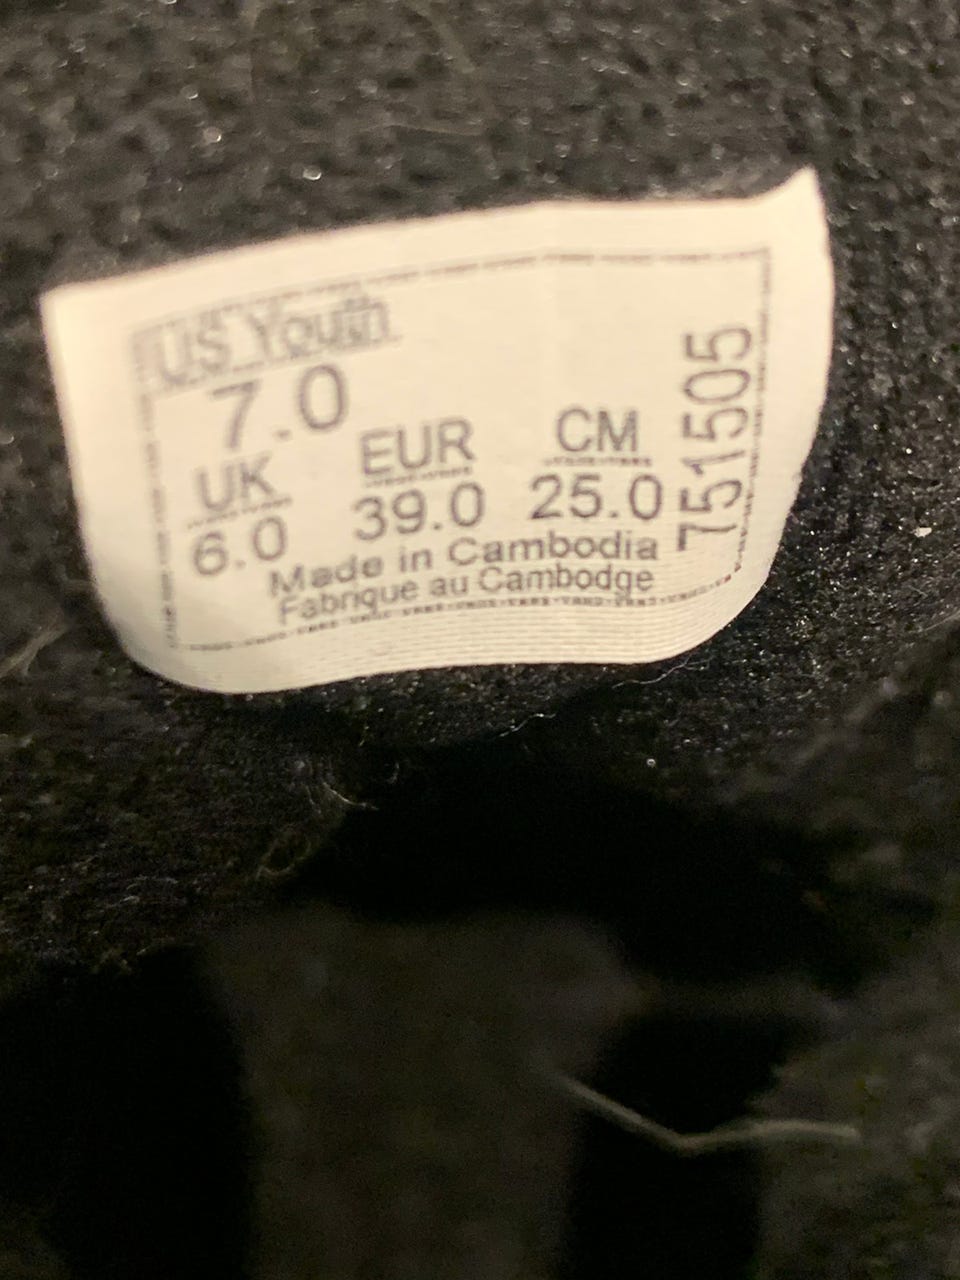 US Youth
7.0
UK EUR CM
6.0 39.0 25.0
Made in Cambodia
Fabrique au Cambodge
751505